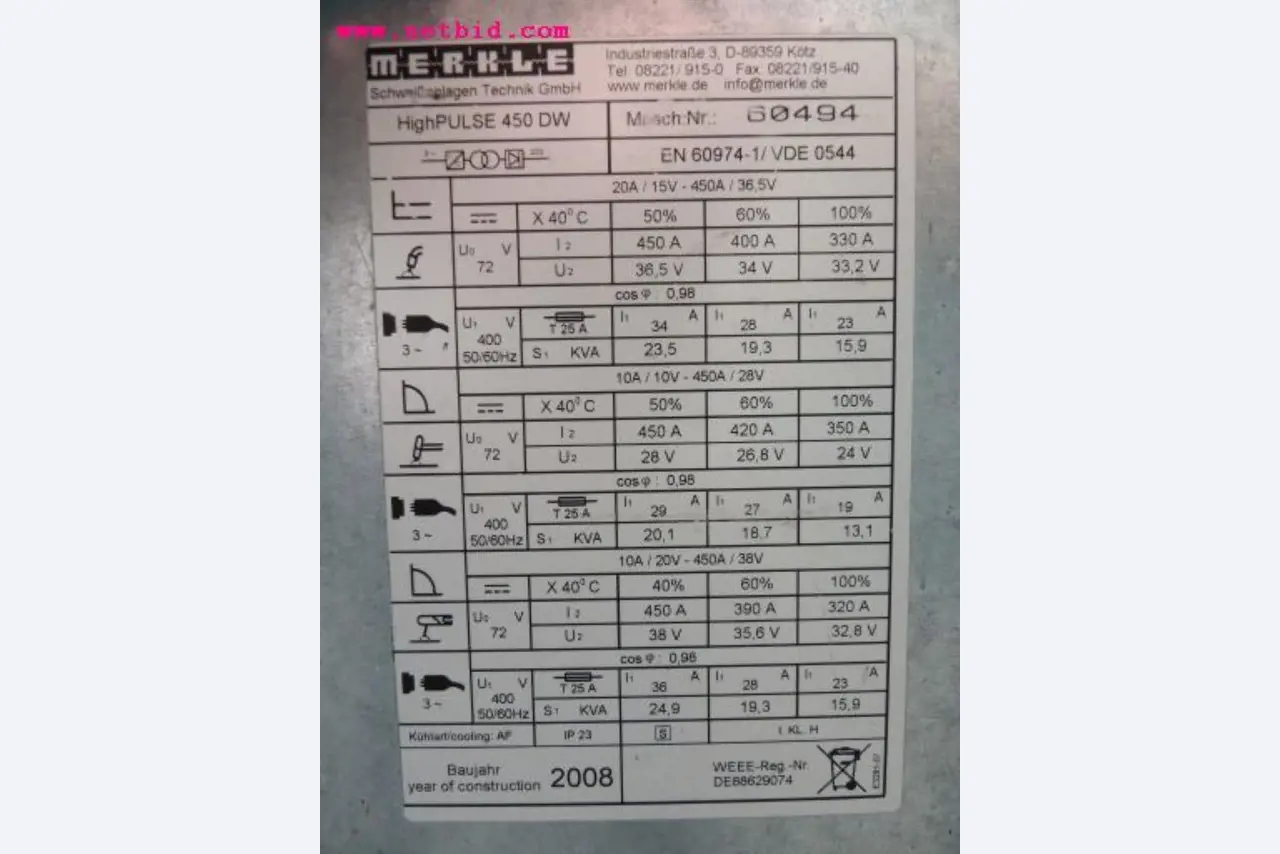 www.netbid.com
MERKLE
Schweißanlagen Technik GmbH
Industriestraße 3, D-89359 Kötz
Tel. 08221/ 915-0 Fax. 08221/915-40
www.merkle.de info@merkle.de
HighPULSE 450 DW
Masch.Nr.: 60494
EN 60974-1/ VDE 0544
20A / 15V - 450A / 36,5V
X 40⁰ C 50% 60% 100%
U₀ V 72
I ₂ 450 A 400 A 330 A
U₂ 36,5 V 34 V 33,2 V
cos φ : 0,98
3 ~
U₁ V 400 50/60Hz
T 25 A I₁ 34 A I₁ 28 A I₁ 23 A
S₁ KVA 23,5 19,3 15,9
10A / 10V - 450A / 28V
X 40⁰ C 50% 60% 100%
U₀ V 72
I ₂ 450 A 420 A 350 A
U₂ 28 V 26,8 V 24 V
cos φ : 0,98
3 ~
U₁ V 400 50/60Hz
T 25 A I₁ 29 A I₁ 27 A I₁ 19 A
S₁ KVA 20,1 18,7 13,1
10A / 20V - 450A / 38V
X 40⁰ C 40% 60% 100%
U₀ V 72
I ₂ 450 A 390 A 320 A
U₂ 38 V 35,6 V 32,8 V
cos φ : 0,98
3 ~
U₁ V 400 50/60Hz
T 25 A I₁ 36 A I₁ 28 A I₁ 23 A
S₁ KVA 24,9 19,3 15,9
Kühlart/cooling: AF IP 23 S I. KL. H
Baujahr
year of construction 2008
WEEE-Reg.-Nr.
DE88629074